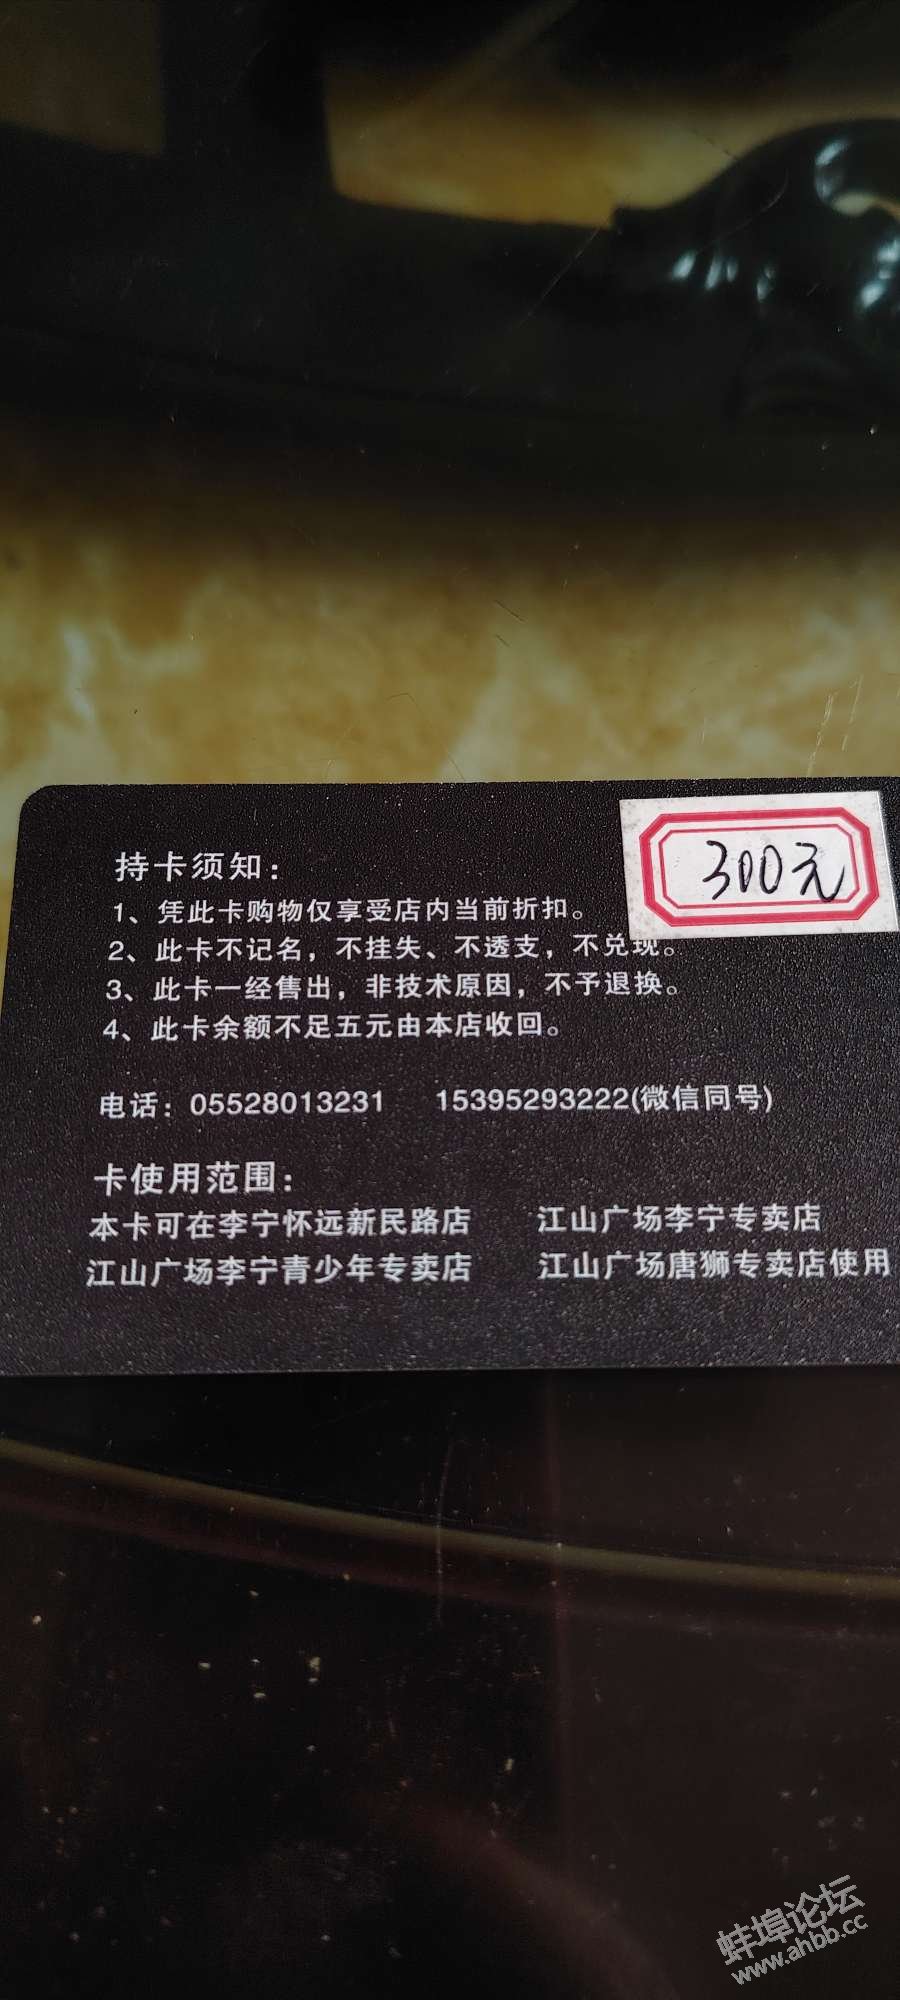 300元
持卡须知：
1、凭此卡购物仅享受店内当前折扣。
2、此卡不记名，不挂失、不透支，不兑现。
3、此卡一经售出，非技术原因，不予退换。
4、此卡余额不足五元由本店收回。
电话：05528013231 15395293222(微信同号)
卡使用范围：
本卡可在李宁怀远新民路店 江山广场李宁专卖店
江山广场李宁青少年专卖店 江山广场唐狮专卖店使用
蚌埠论坛
www.ahbb.cc